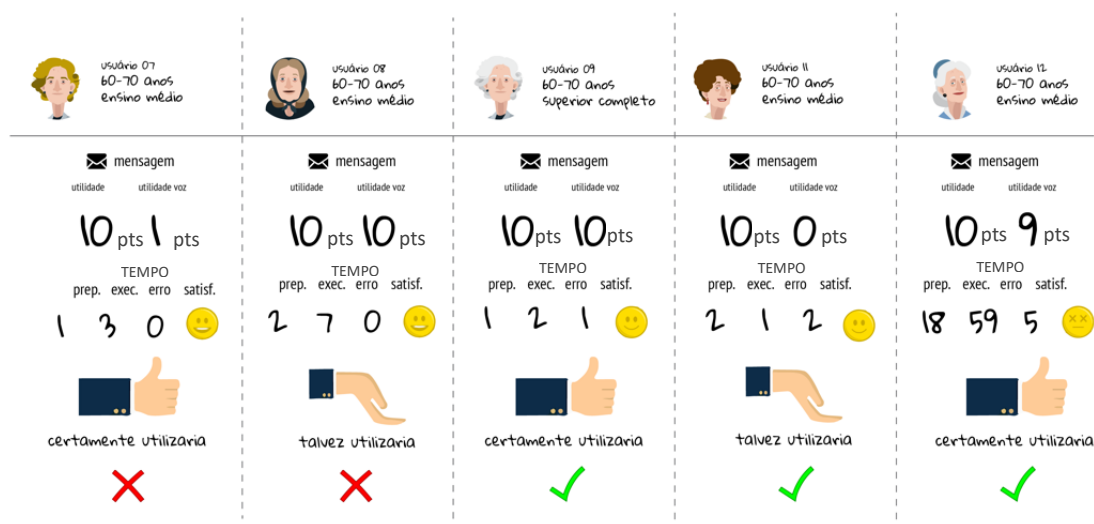 usuário 07
60-70 anos
ensino médio
mensagem
utilidade utilidade voz
10 pts 1 pts
TEMPO
prep. exec. erro satisf.
1 3 0
certamente utilizaria
usuário 08
60-70 anos
ensino médio
mensagem
utilidade utilidade voz
10 pts 10 pts
TEMPO
prep. exec. erro satisf.
2 7 0
talvez utilizaria
usuário 09
60-70 anos
superior completo
mensagem
utilidade utilidade voz
10 pts 10 pts
TEMPO
prep. exec. erro satisf.
1 2 1
certamente utilizaria
usuário 11
60-70 anos
ensino médio
mensagem
utilidade utilidade voz
10 pts 0 pts
TEMPO
prep. exec. erro satisf.
2 1 2
talvez utilizaria
usuário 12
60-70 anos
ensino médio
mensagem
utilidade utilidade voz
10 pts 9 pts
TEMPO
prep. exec. erro satisf.
18 59 5
certamente utilizaria